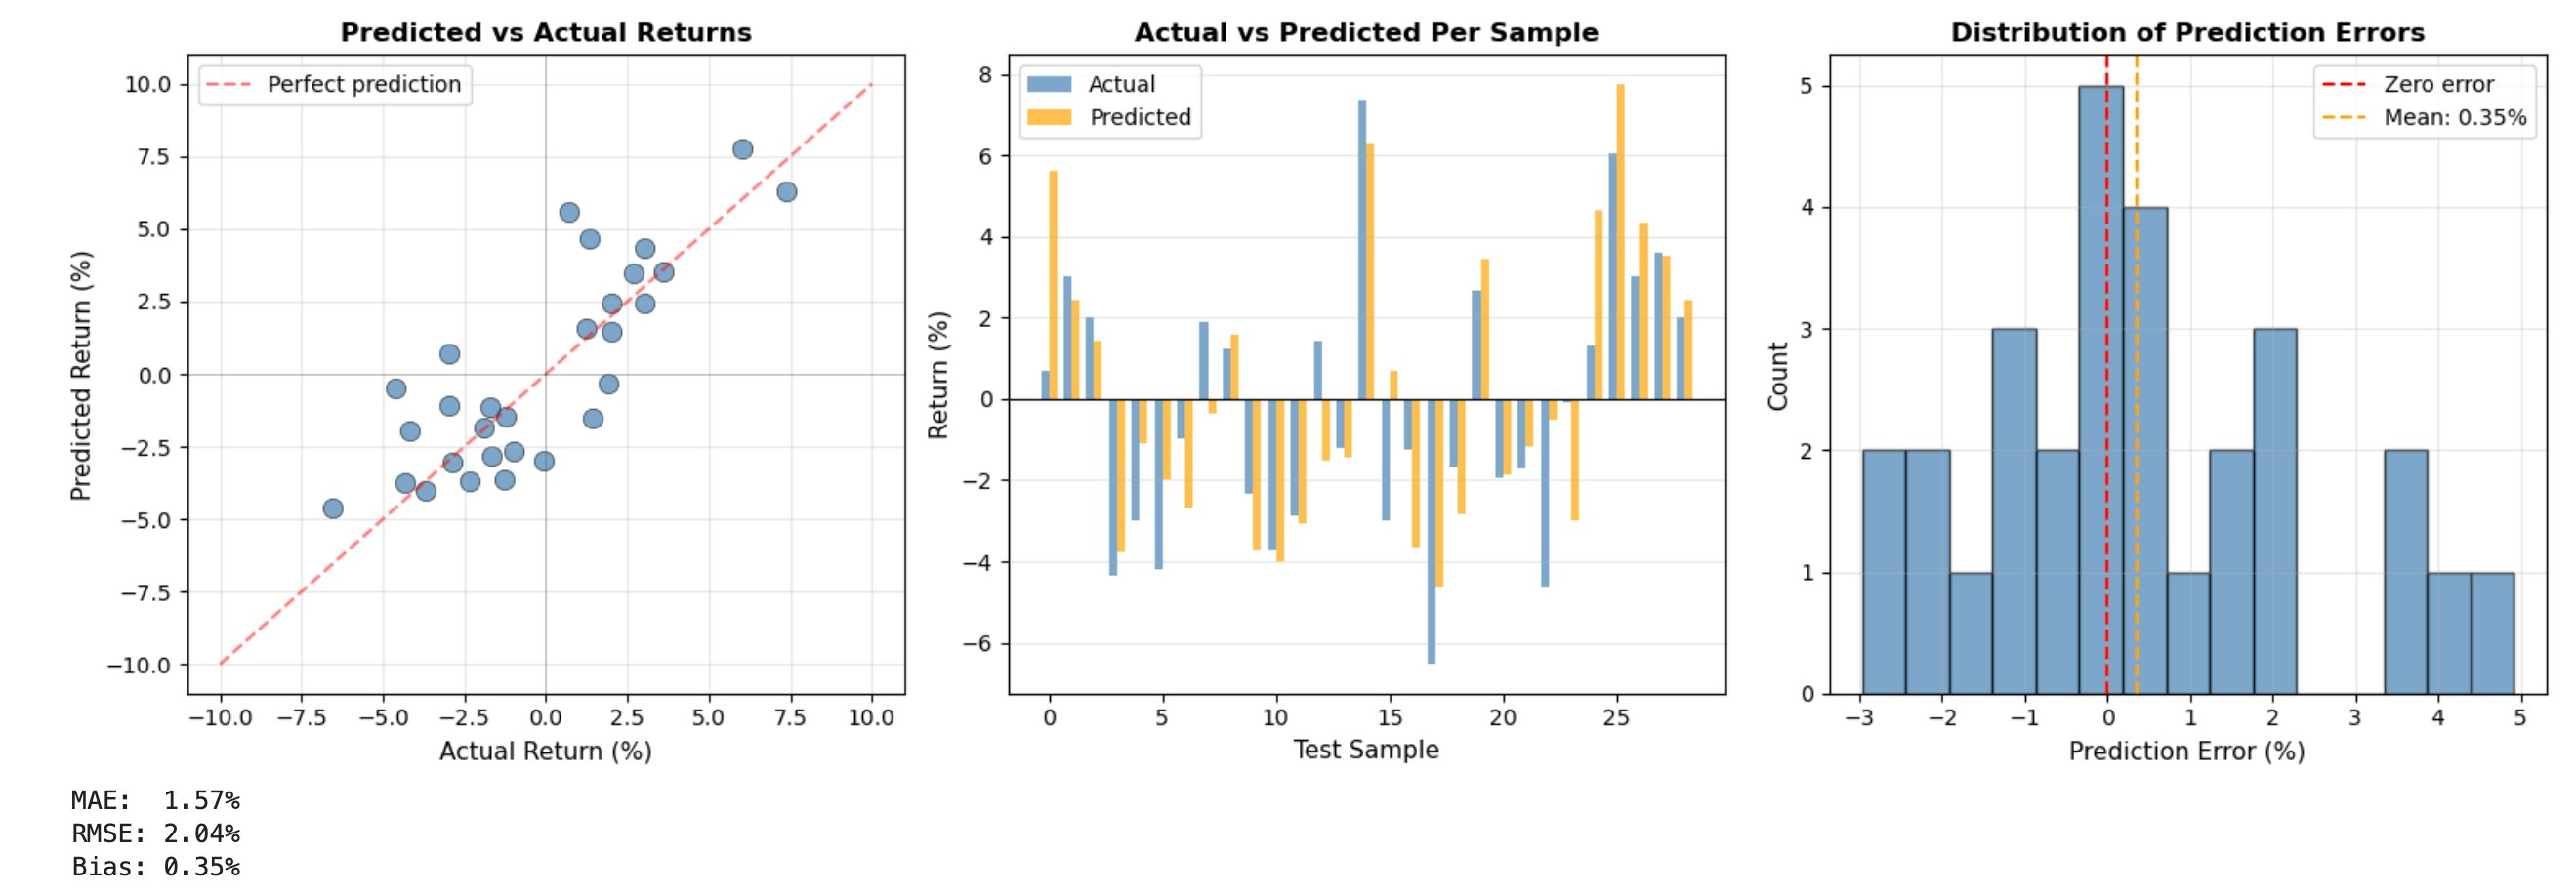 Predicted vs Actual Returns
Perfect prediction
10.0
7.5
5.0
2.5
0.0
−2.5
−5.0
−7.5
−10.0
Predicted Return (%)
−10.0 −7.5 −5.0 −2.5 0.0 2.5 5.0 7.5 10.0
Actual Return (%)
Actual vs Predicted Per Sample
Actual
Predicted
8
6
4
2
0
−2
−4
−6
Return (%)
0 5 10 15 20 25
Test Sample
Distribution of Prediction Errors
Zero error
Mean: 0.35%
5
4
3
2
1
0
Count
−3 −2 −1 0 1 2 3 4 5
Prediction Error (%)
MAE: 1.57%
RMSE: 2.04%
Bias: 0.35%